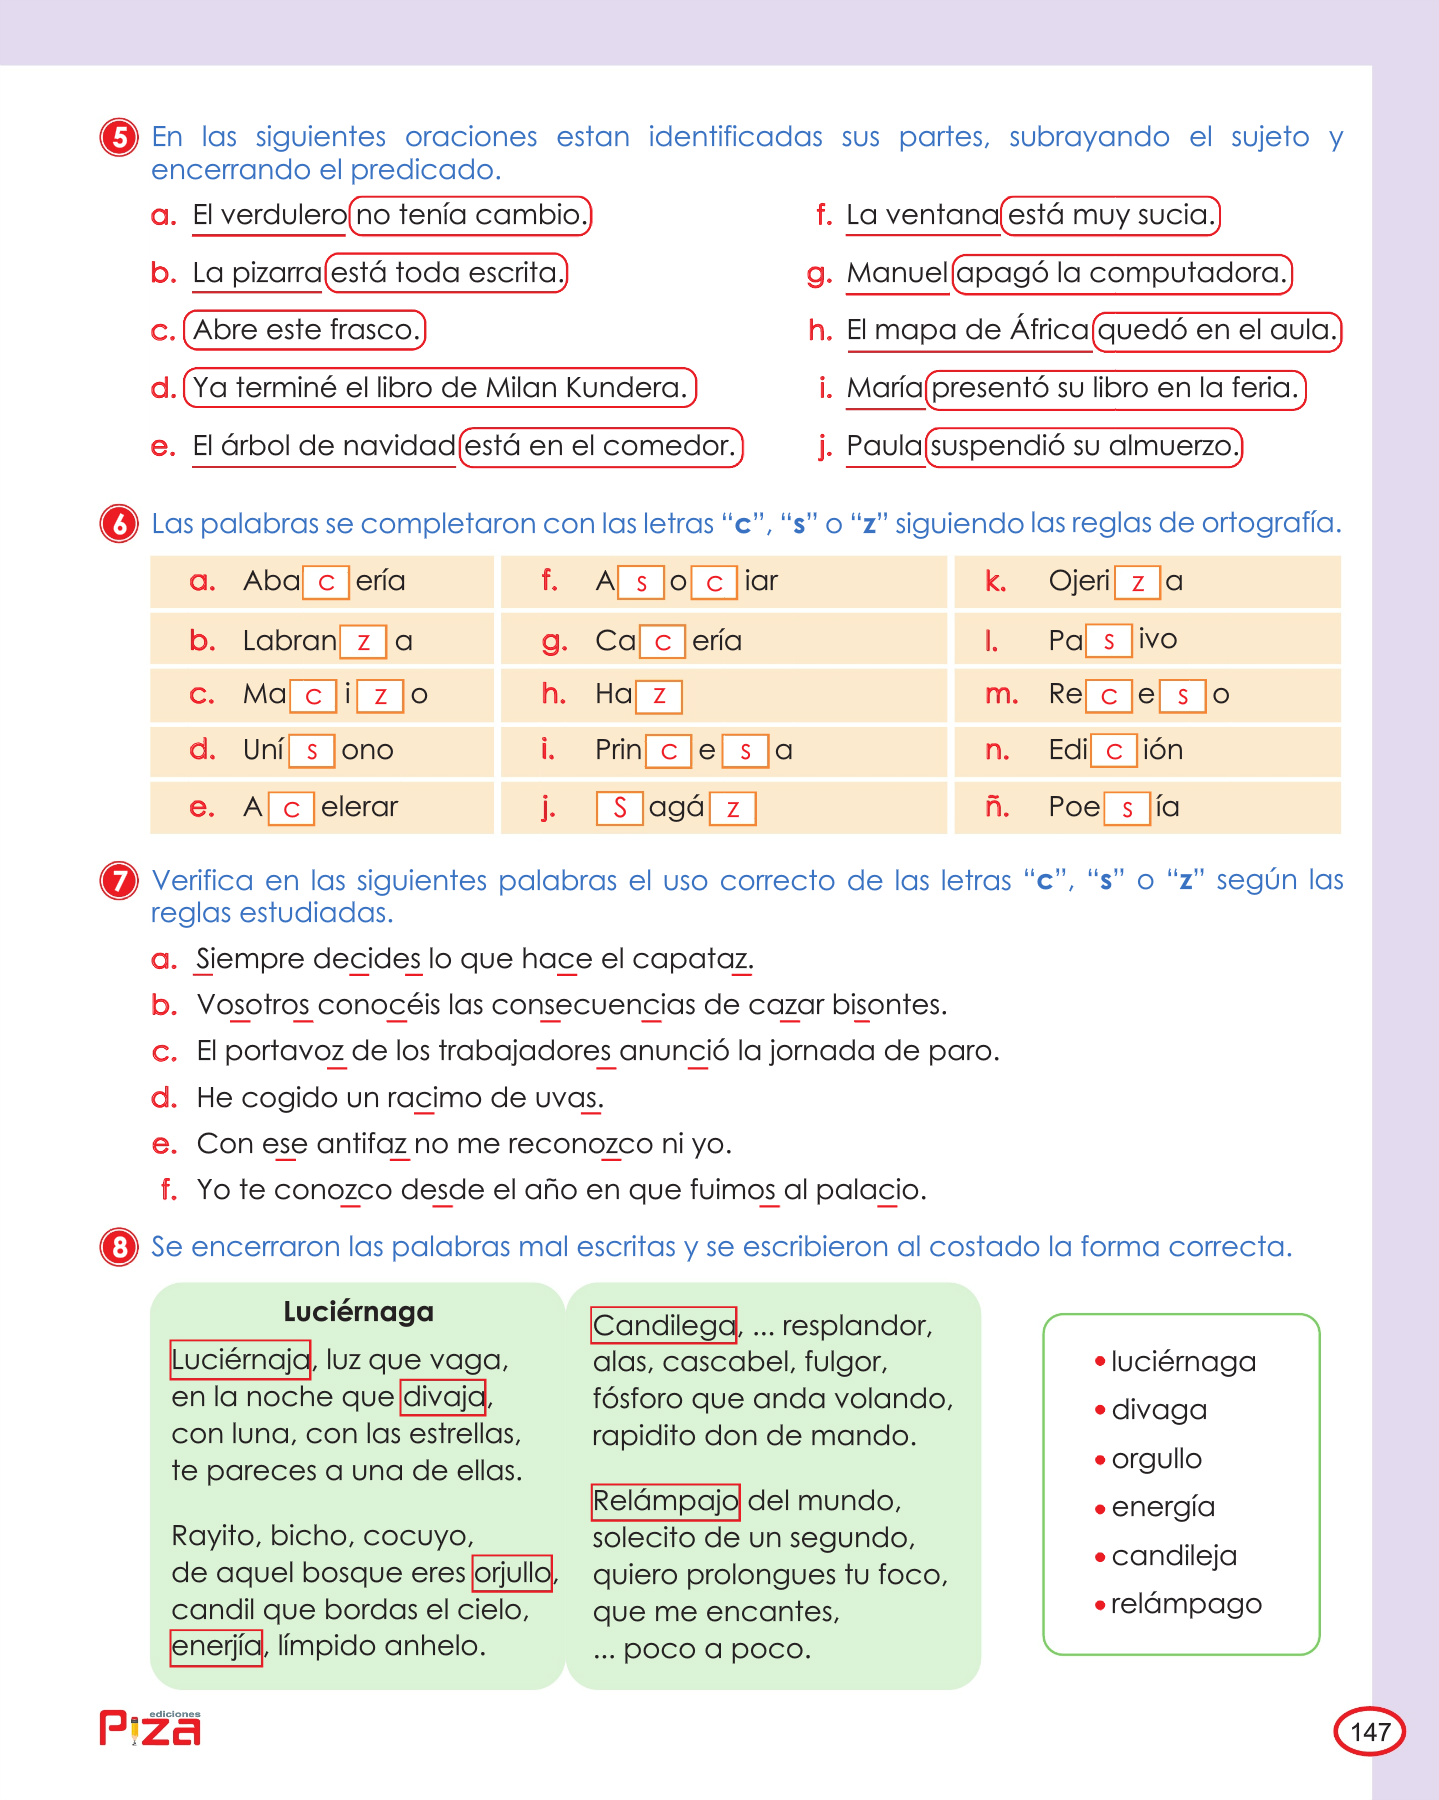 5 En las siguientes oraciones estan identificadas sus partes, subrayando el sujeto y
encerrando el predicado.
a. El verdulero no tenía cambio.
b. La pizarra está toda escrita.
c. Abre este frasco.
d. Ya terminé el libro de Milan Kundera.
e. El árbol de navidad está en el comedor.
f. La ventana está muy sucia.
g. Manuel apagó la computadora.
h. El mapa de África quedó en el aula.
i. María presentó su libro en la feria.
j. Paula suspendió su almuerzo.
6 Las palabras se completaron con las letras “c”, “s” o “z” siguiendo las reglas de ortografía.
a. Aba c ería
b. Labran z a
c. Ma c i z o
d. Uní s ono
e. A c elerar
f. A s o c iar
g. Ca c ería
h. Ha z
i. Prin c e s a
j. S agá z
k. Ojeri z a
l. Pa s ivo
m. Re c e s o
n. Edi c ión
ñ. Poe s ía
7 Verifica en las siguientes palabras el uso correcto de las letras “c”, “s” o “z” según las
reglas estudiadas.
a. Siempre decides lo que hace el capataz.
b. Vosotros conocéis las consecuencias de cazar bisontes.
c. El portavoz de los trabajadores anunció la jornada de paro.
d. He cogido un racimo de uvas.
e. Con ese antifaz no me reconozco ni yo.
f. Yo te conozco desde el año en que fuimos al palacio.
8 Se encerraron las palabras mal escritas y se escribieron al costado la forma correcta.
Luciérnaga
Luciérnaja, luz que vaga,
en la noche que divaja,
con luna, con las estrellas,
te pareces a una de ellas.
Rayito, bicho, cocuyo,
de aquel bosque eres orjullo,
candil que bordas el cielo,
enerjía, límpido anhelo.
Candilega, ... resplandor,
alas, cascabel, fulgor,
fósforo que anda volando,
rapidito don de mando.
Relámpajo del mundo,
solecito de un segundo,
quiero prolongues tu foco,
que me encantes,
... poco a poco.
• luciérnaga
• divaga
• orgullo
• energía
• candileja
• relámpago
ediciones
Piza
147